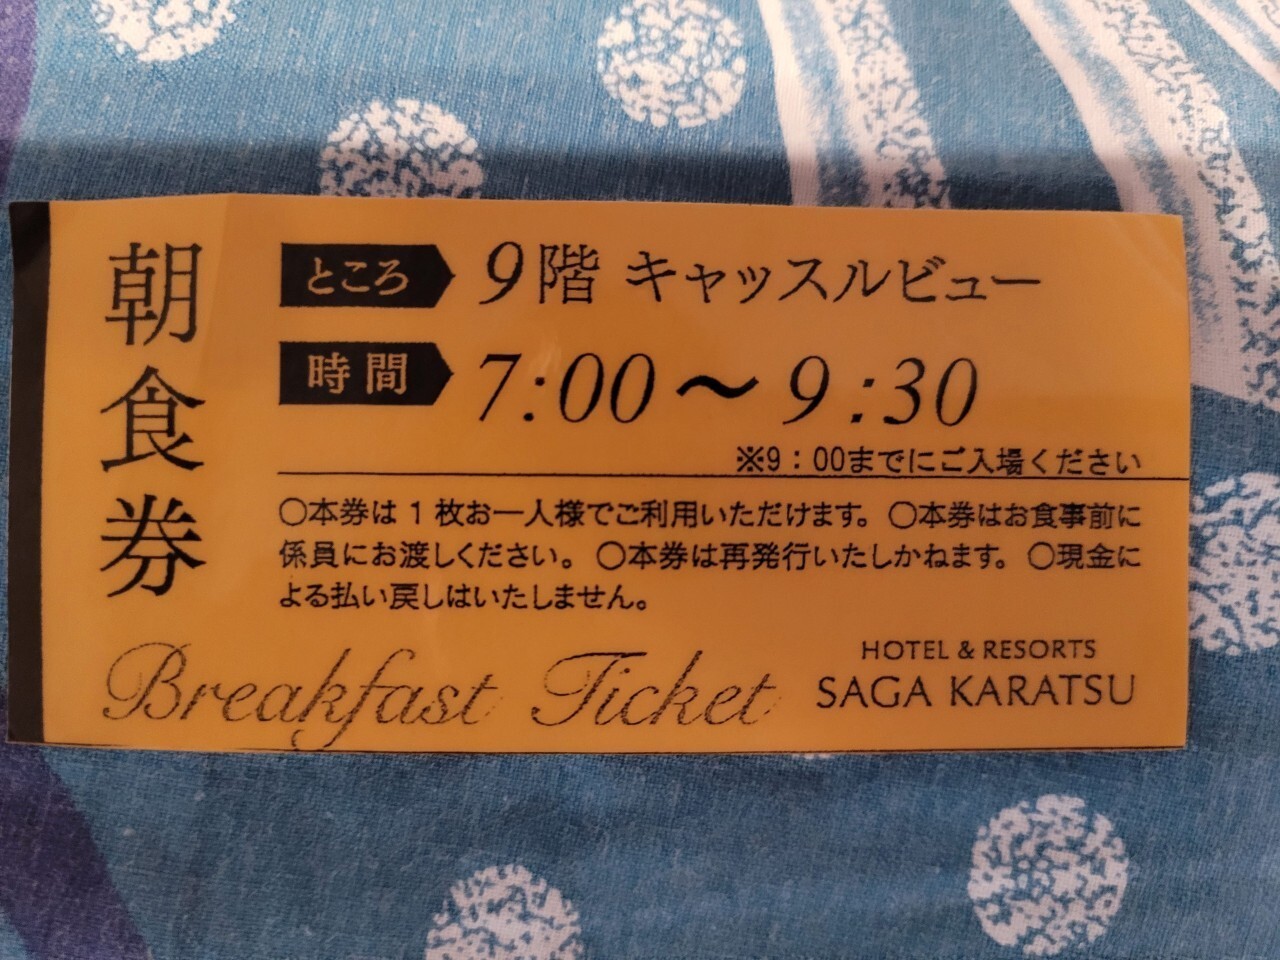 朝食券
ところ 9階 キャッスルビュー
時間 7:00〜9:30
※9：00までにご入場ください
○本券は1枚お一人様でご利用いただけます。○本券はお食事前に
係員にお渡しください。○本券は再発行いたしかねます。○現金に
よる払い戻しはいたしません。
Breakfast Ticket
HOTEL & RESORTS
SAGA KARATSU